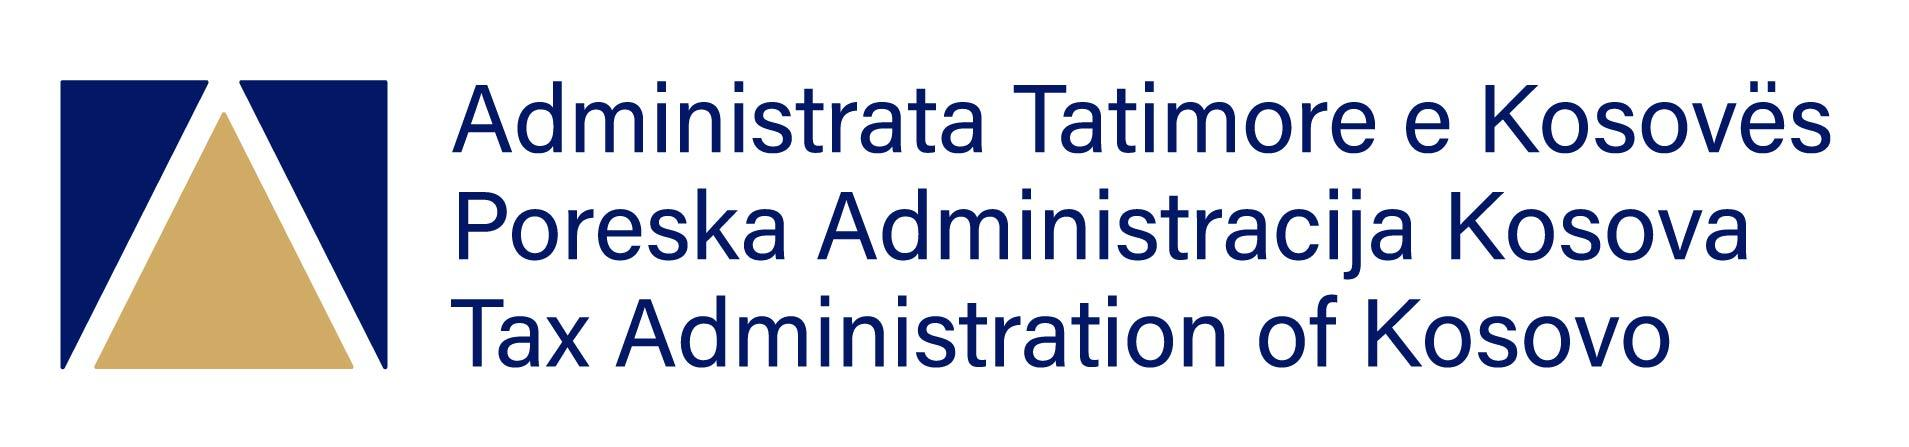 Administrata Tatimore e Kosovës
Poreska Administracija Kosova
Tax Administration of Kosovo